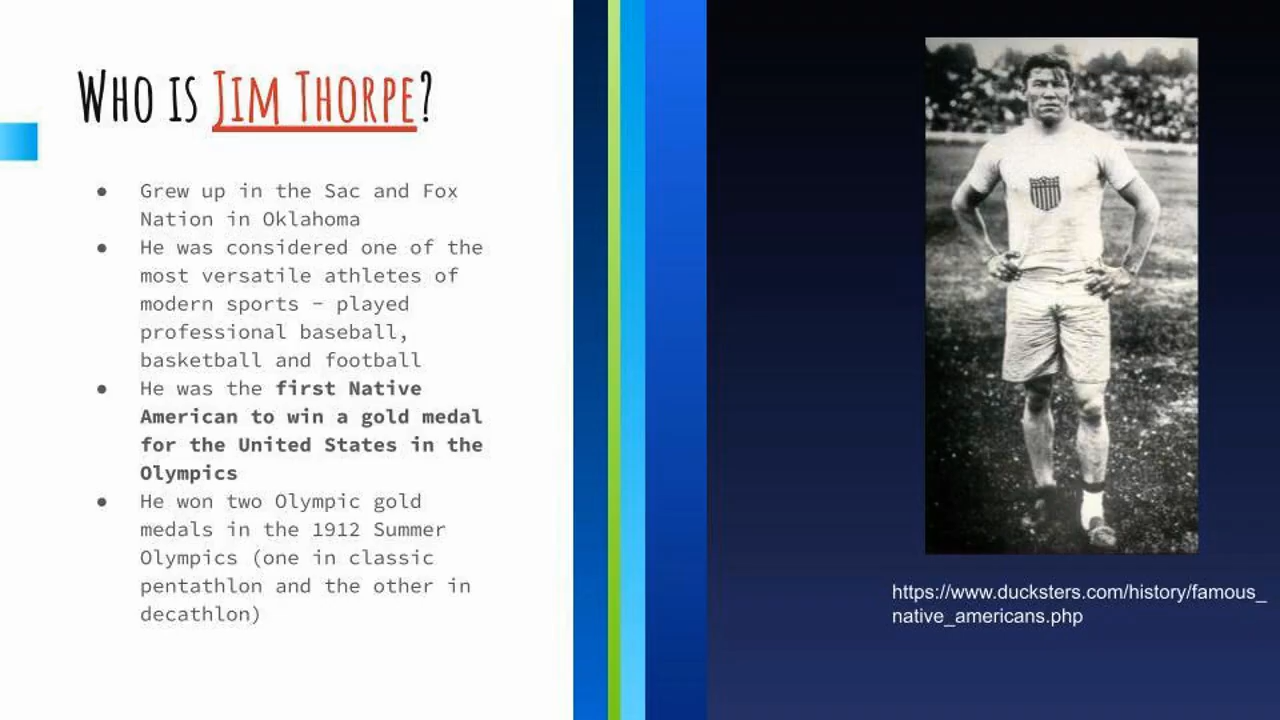 Who is Jim Thorpe?
● Grew up in the Sac and Fox
Nation in Oklahoma
● He was considered one of the
most versatile athletes of
modern sports – played
professional baseball,
basketball and football
● He was the first Native
American to win a gold medal
for the United States in the
Olympics
● He won two Olympic gold
medals in the 1912 Summer
Olympics (one in classic
pentathlon and the other in
decathlon)
https://www.ducksters.com/history/famous_
native_americans.php